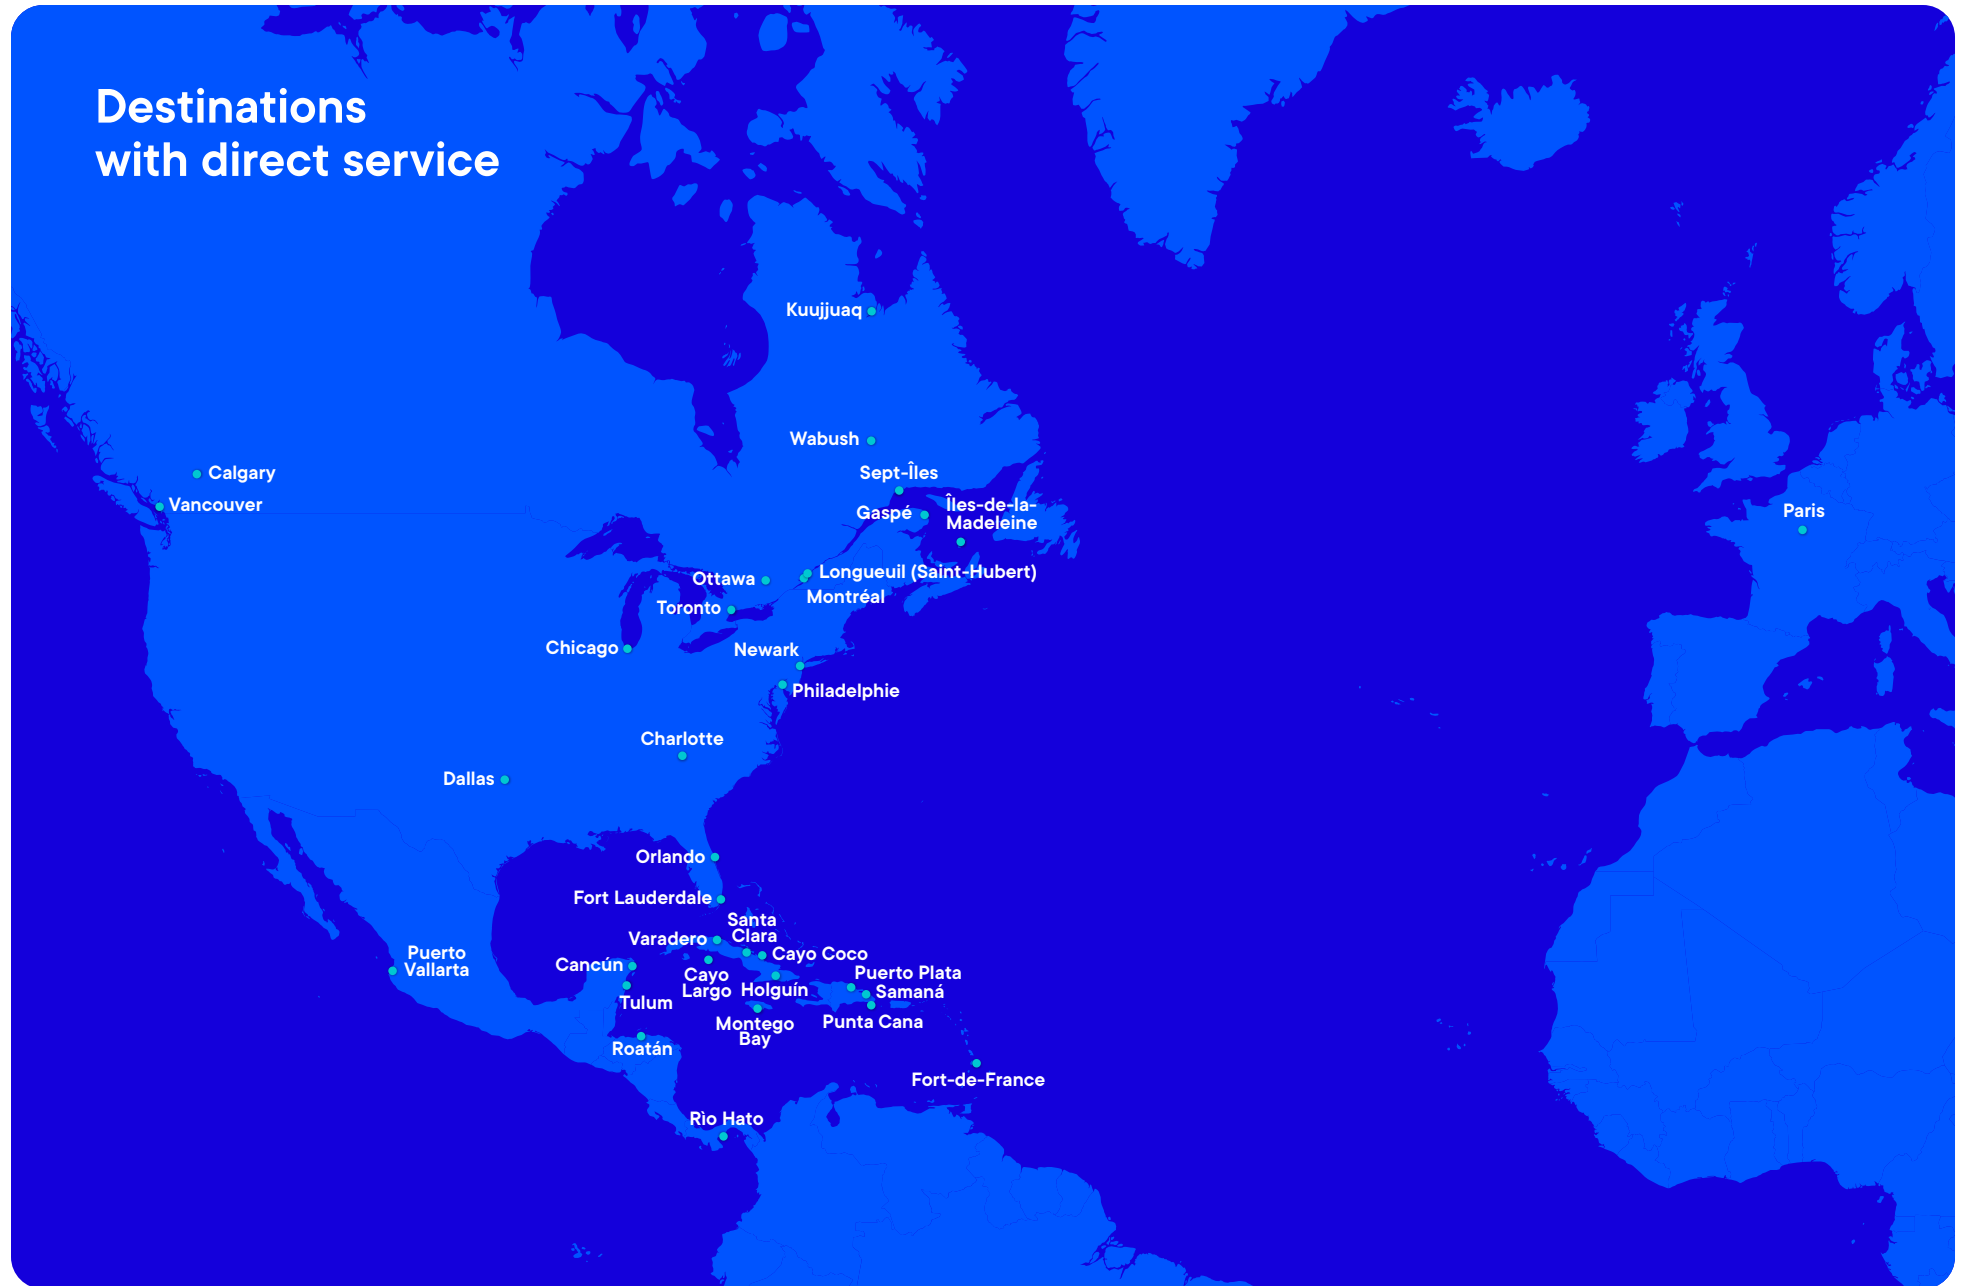 Destinations
with direct service
Kuujjuaq
Wabush
Sept-Îles
Calgary
Vancouver
Gaspé
Îles-de-la-
Madeleine
Paris
Ottawa
Longueuil (Saint-Hubert)
Montréal
Toronto
Chicago
Newark
Philadelphie
Charlotte
Dallas
Orlando
Fort Lauderdale
Santa
Clara
Varadero
Cayo Coco
Puerto
Vallarta
Cancún
Cayo
Largo
Holguín
Puerto Plata
Samaná
Tulum
Montego
Bay
Punta Cana
Roatán
Fort-de-France
Rìo Hato